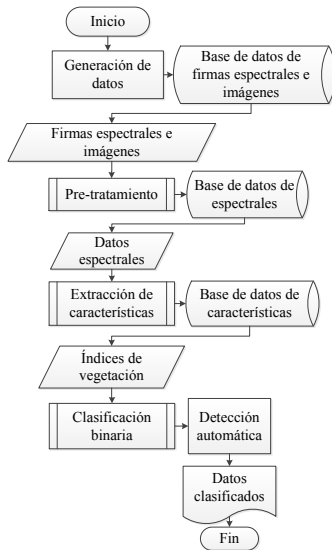 Inicio
Generación de
datos
Base de datos de
firmas espectrales e
imágenes
Firmas espectrales e
imágenes
Pre-tratamiento
Base de datos de
espectrales
Datos
espectrales
Extracción de
características
Base de datos de
características
Índices de
vegetación
Clasificación
binaria
Detección
automática
Datos
clasificados
Fin